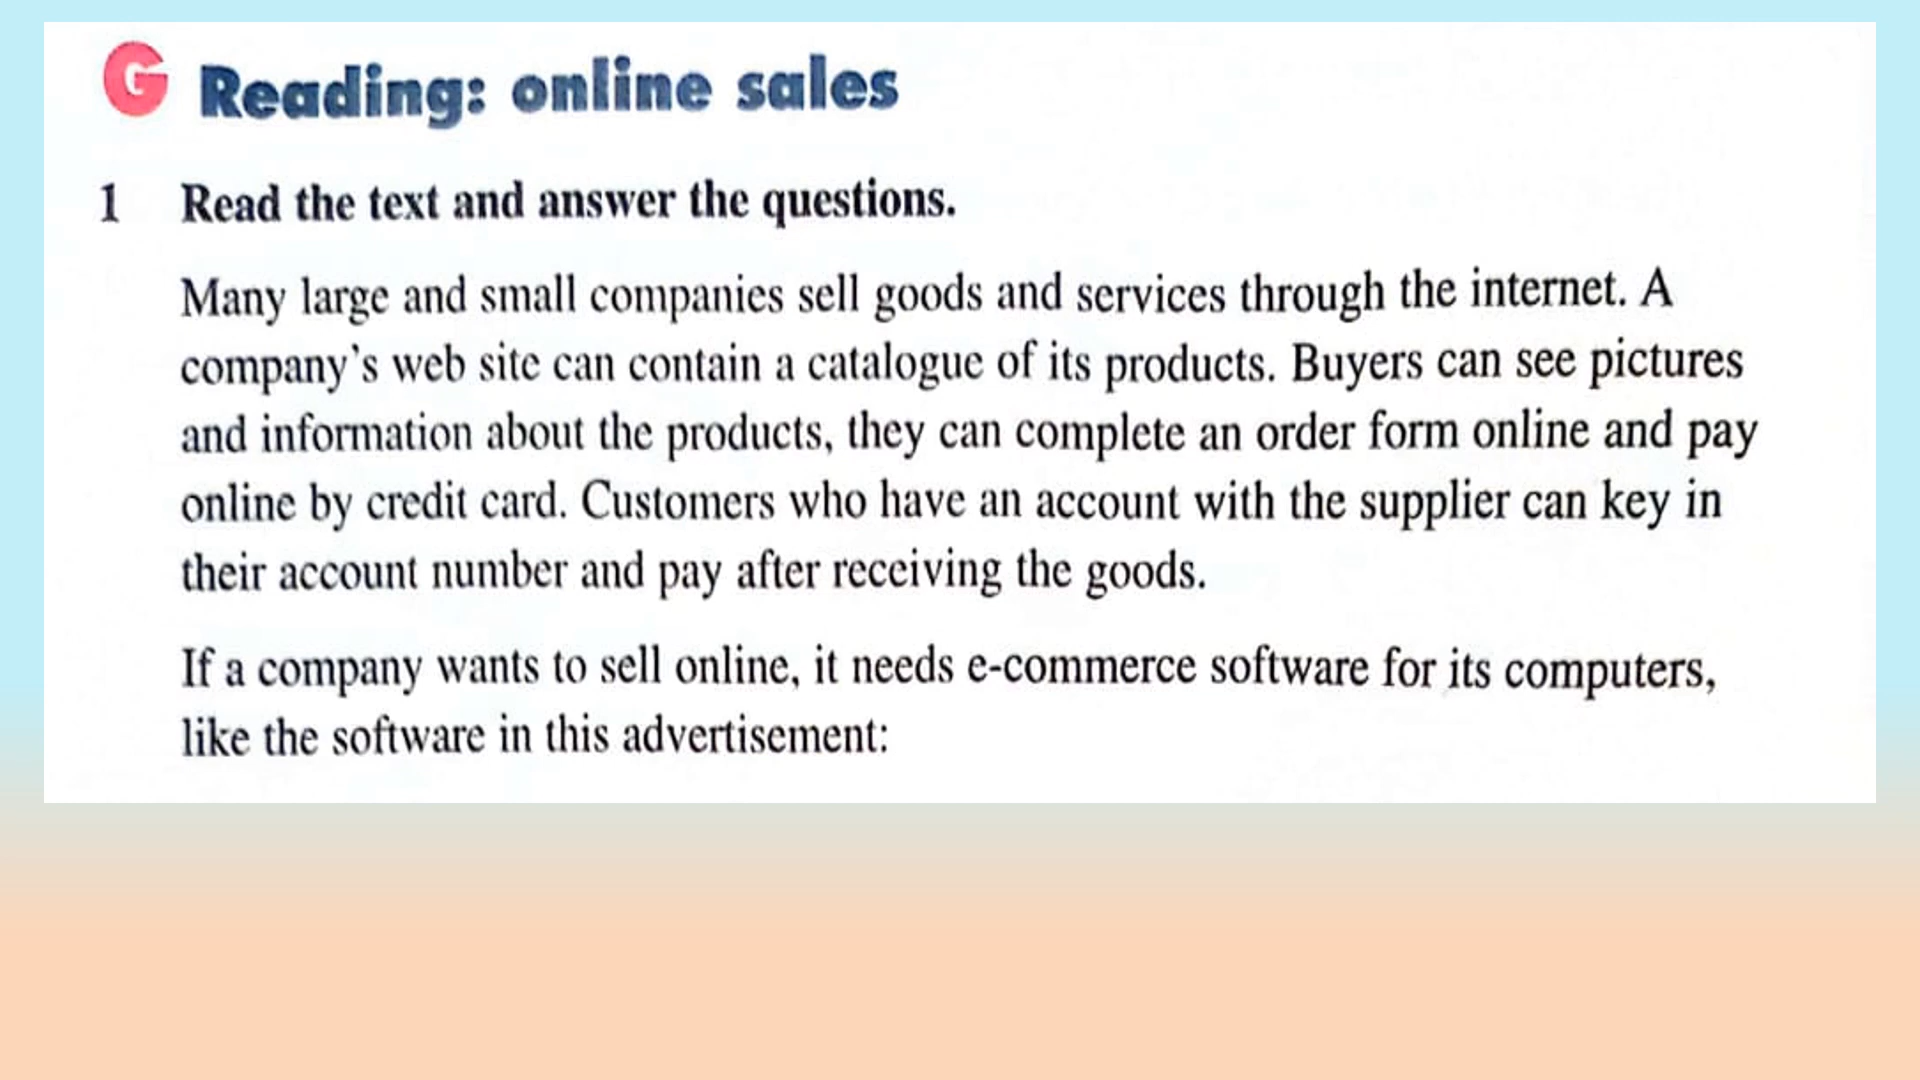 G Reading: online sales
1 Read the text and answer the questions.
Many large and small companies sell goods and services through the internet. A
company's web site can contain a catalogue of its products. Buyers can see pictures
and information about the products, they can complete an order form online and pay
online by credit card. Customers who have an account with the supplier can key in
their account number and pay after receiving the goods.
If a company wants to sell online, it needs e-commerce software for its computers,
like the software in this advertisement: